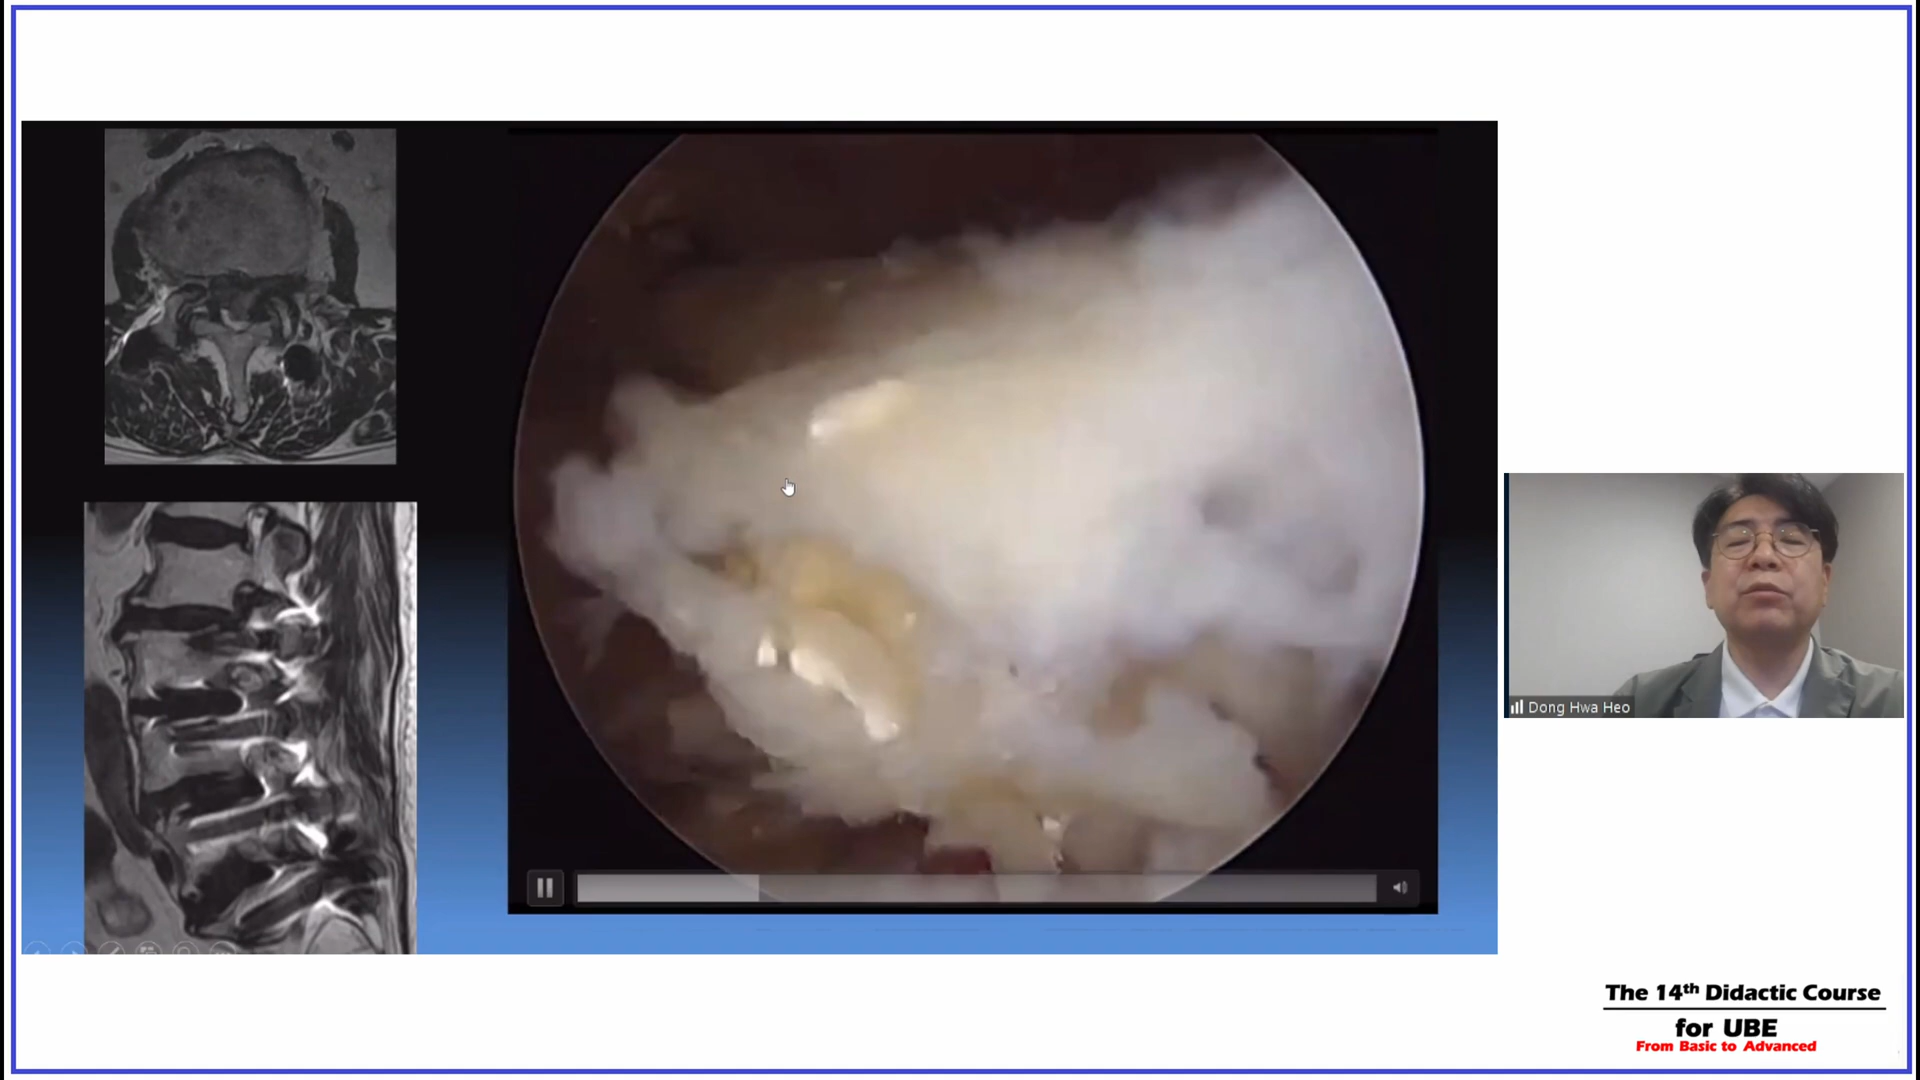 Dong Hwa Heo
The 14th Didactic Course
for UBE
From Basic to Advanced